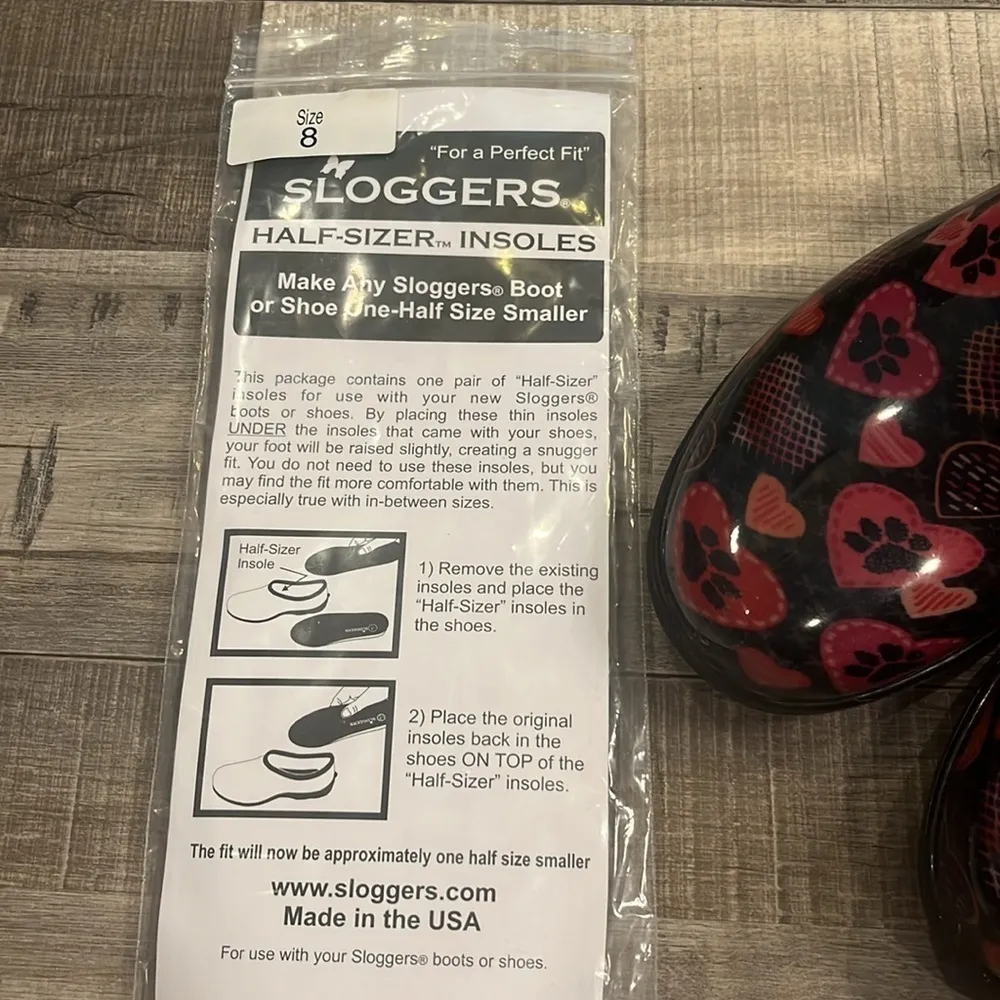 Size
8
“For a Perfect Fit”
SLOGGERS®
HALF-SIZER™ INSOLES
Make Any Sloggers® Boot
or Shoe One-Half Size Smaller
This package contains one pair of “Half-Sizer”
insoles for use with your new Sloggers®
boots or shoes. By placing these thin insoles
UNDER the insoles that came with your shoes,
your foot will be raised slightly, creating a snugger
fit. You do not need to use these insoles, but you
may find the fit more comfortable with them. This is
especially true with in-between sizes.
Half-Sizer
Insole
1) Remove the existing
insoles and place the
“Half-Sizer” insoles in
the shoes.
2) Place the original
insoles back in the
shoes ON TOP of the
“Half-Sizer” insoles.
The fit will now be approximately one half size smaller
www.sloggers.com
Made in the USA
For use with your Sloggers® boots or shoes.